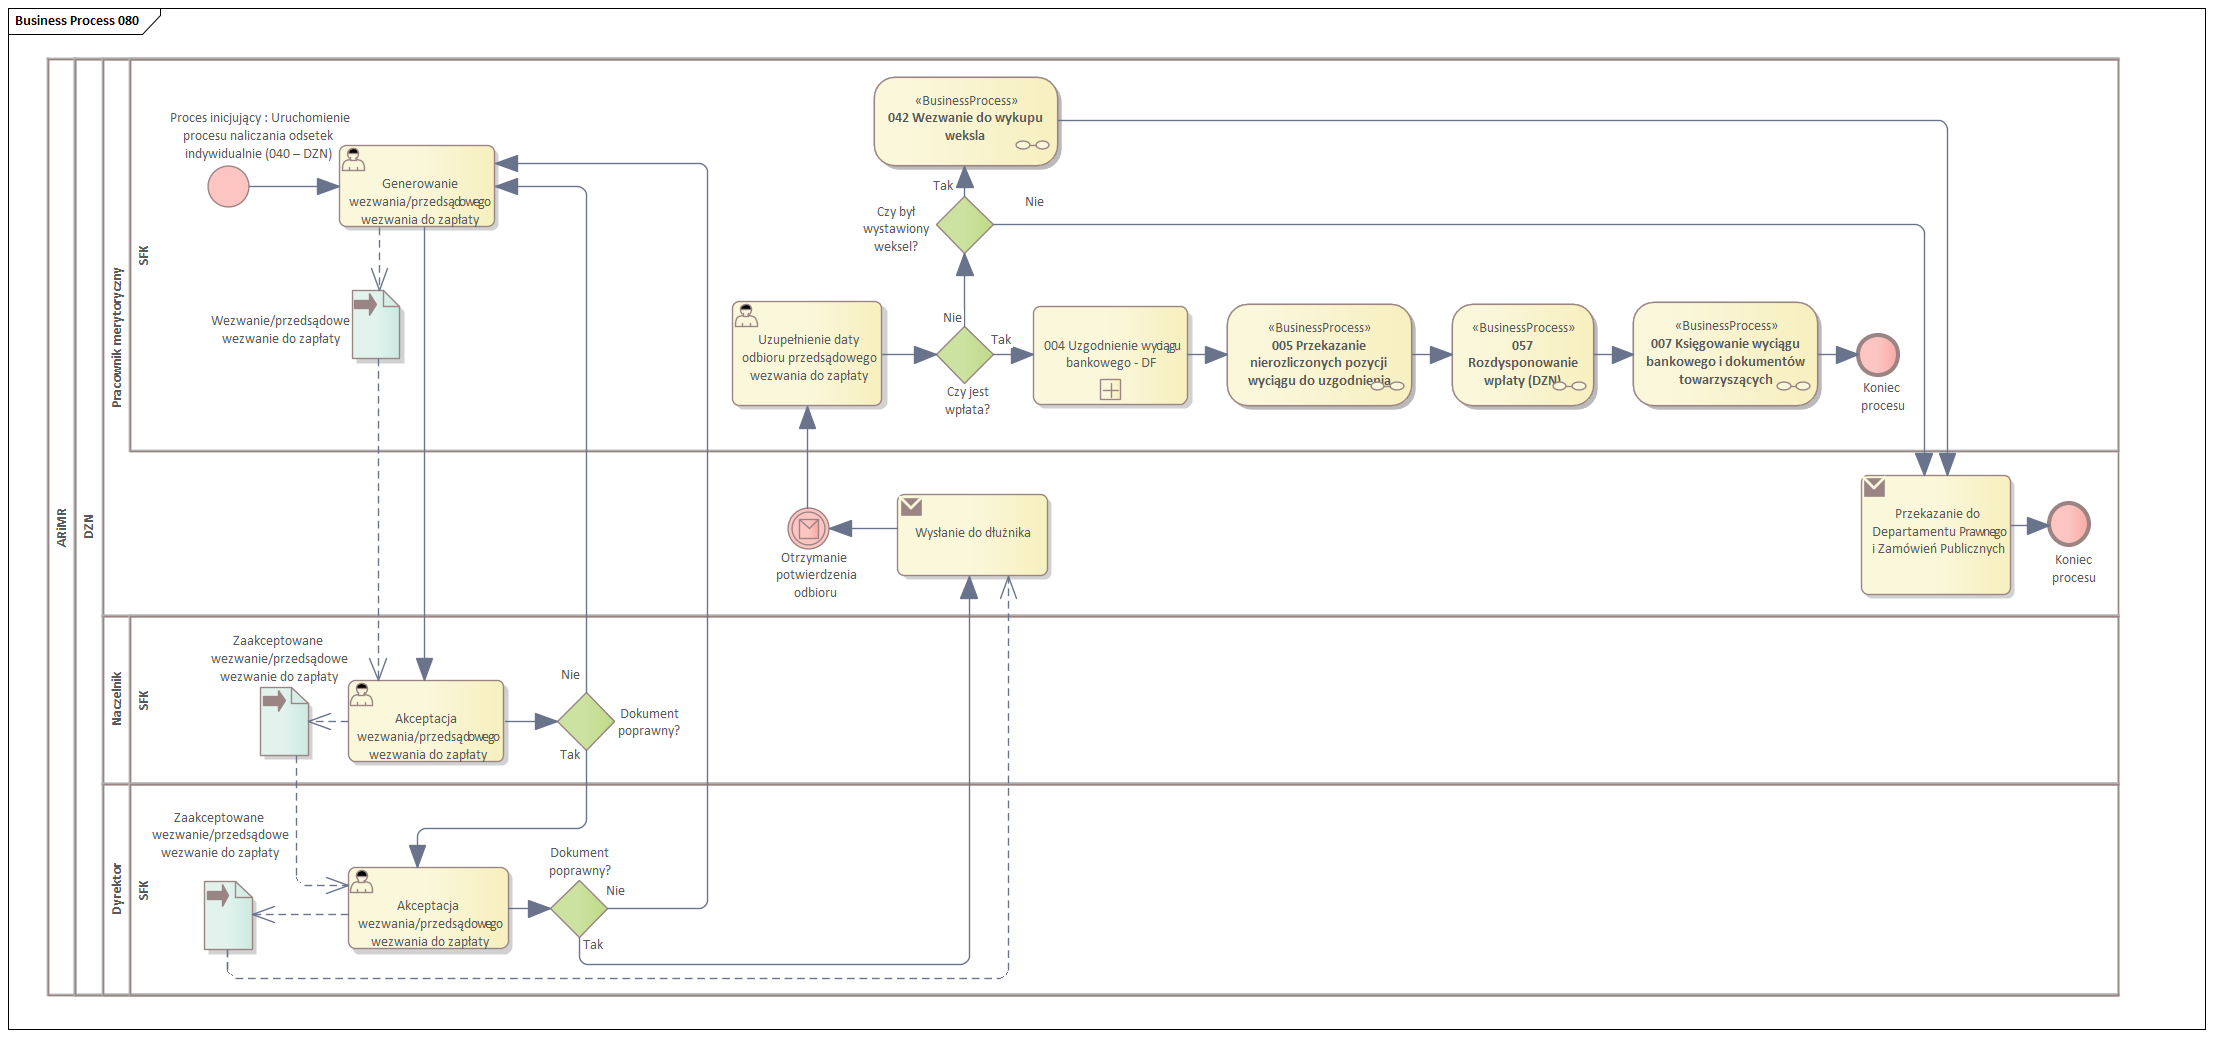 Business Process 080
ARiMR
DZN
Pracownik merytoryczny
SFK
Proces inicjujący : Uruchomienie
procesu naliczania odsetek
indywidualnie (040 – DZN)
Generowanie
wezwania/przedsądowego
wezwania do zapłaty
Wezwanie/przedsądowe
wezwanie do zapłaty
«BusinessProcess»
042 Wezwanie do wykupu
weksla
Tak
Nie
Czy był
wystawiony
weksel?
Uzupełnienie daty
odbioru przedsądowego
wezwania do zapłaty
Nie
Tak
Czy jest
wpłata?
004 Uzgodnienie wyciągu
bankowego - DF
«BusinessProcess»
005 Przekazanie
nierozliczonych pozycji
wyciągu do uzgodnienia
«BusinessProcess»
057
Rozdysponowanie
wpłaty (DZN)
«BusinessProcess»
007 Księgowanie wyciągu
bankowego i dokumentów
towarzyszących
Koniec
procesu
Wysłanie do dłużnika
Otrzymanie
potwierdzenia
odbioru
Przekazanie do
Departamentu Prawnego
i Zamówień Publicznych
Koniec
procesu
Naczelnik
SFK
Zaakceptowane
wezwanie/przedsądowe
wezwanie do zapłaty
Akceptacja
wezwania/przedsądowego
wezwania do zapłaty
Nie
Dokument
poprawny?
Tak
Dyrektor
SFK
Zaakceptowane
wezwanie/przedsądowe
wezwanie do zapłaty
Akceptacja
wezwania/przedsądowego
wezwania do zapłaty
Dokument
poprawny?
Nie
Tak